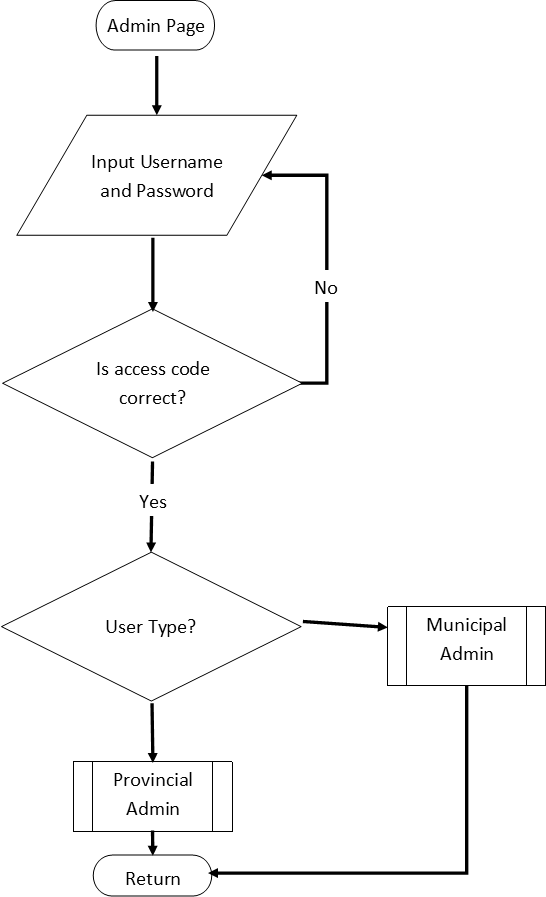 Admin Page
Input Username
and Password
No
Is access code
correct?
Yes
User Type?
Municipal
Admin
Provincial
Admin
Return